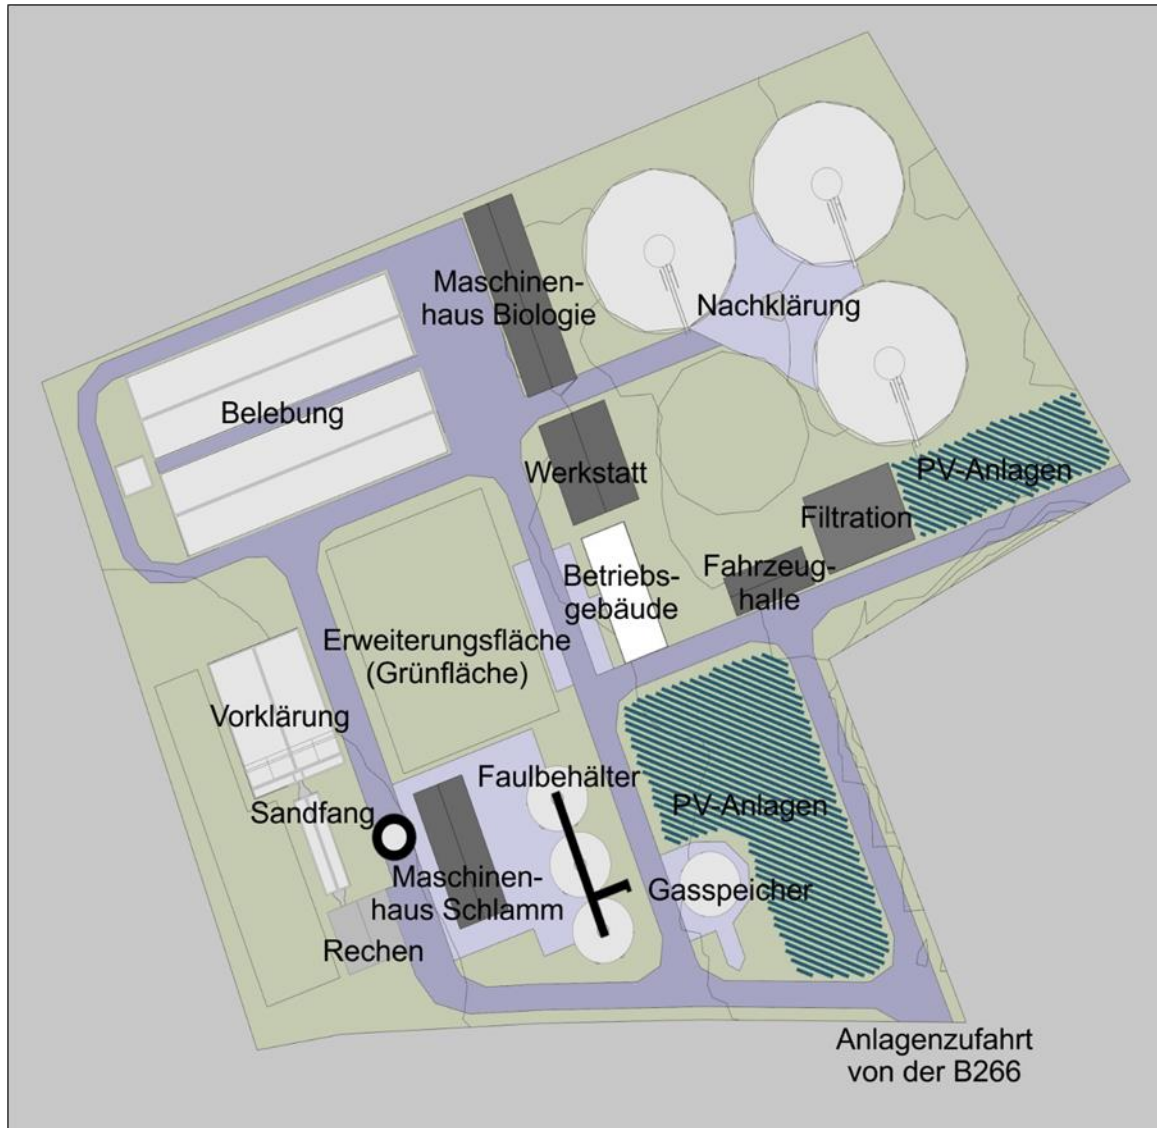 Maschinen-
haus Biologie
Nachklärung
Belebung
Werkstatt
PV-Anlagen
Filtration
Betriebs-
gebäude
Fahrzeug-
halle
Erweiterungsfläche
(Grünfläche)
Vorklärung
Faulbehälter
Sandfang
PV-Anlagen
Maschinen-
haus Schlamm
Gasspeicher
Rechen
Anlagenzufahrt
von der B266